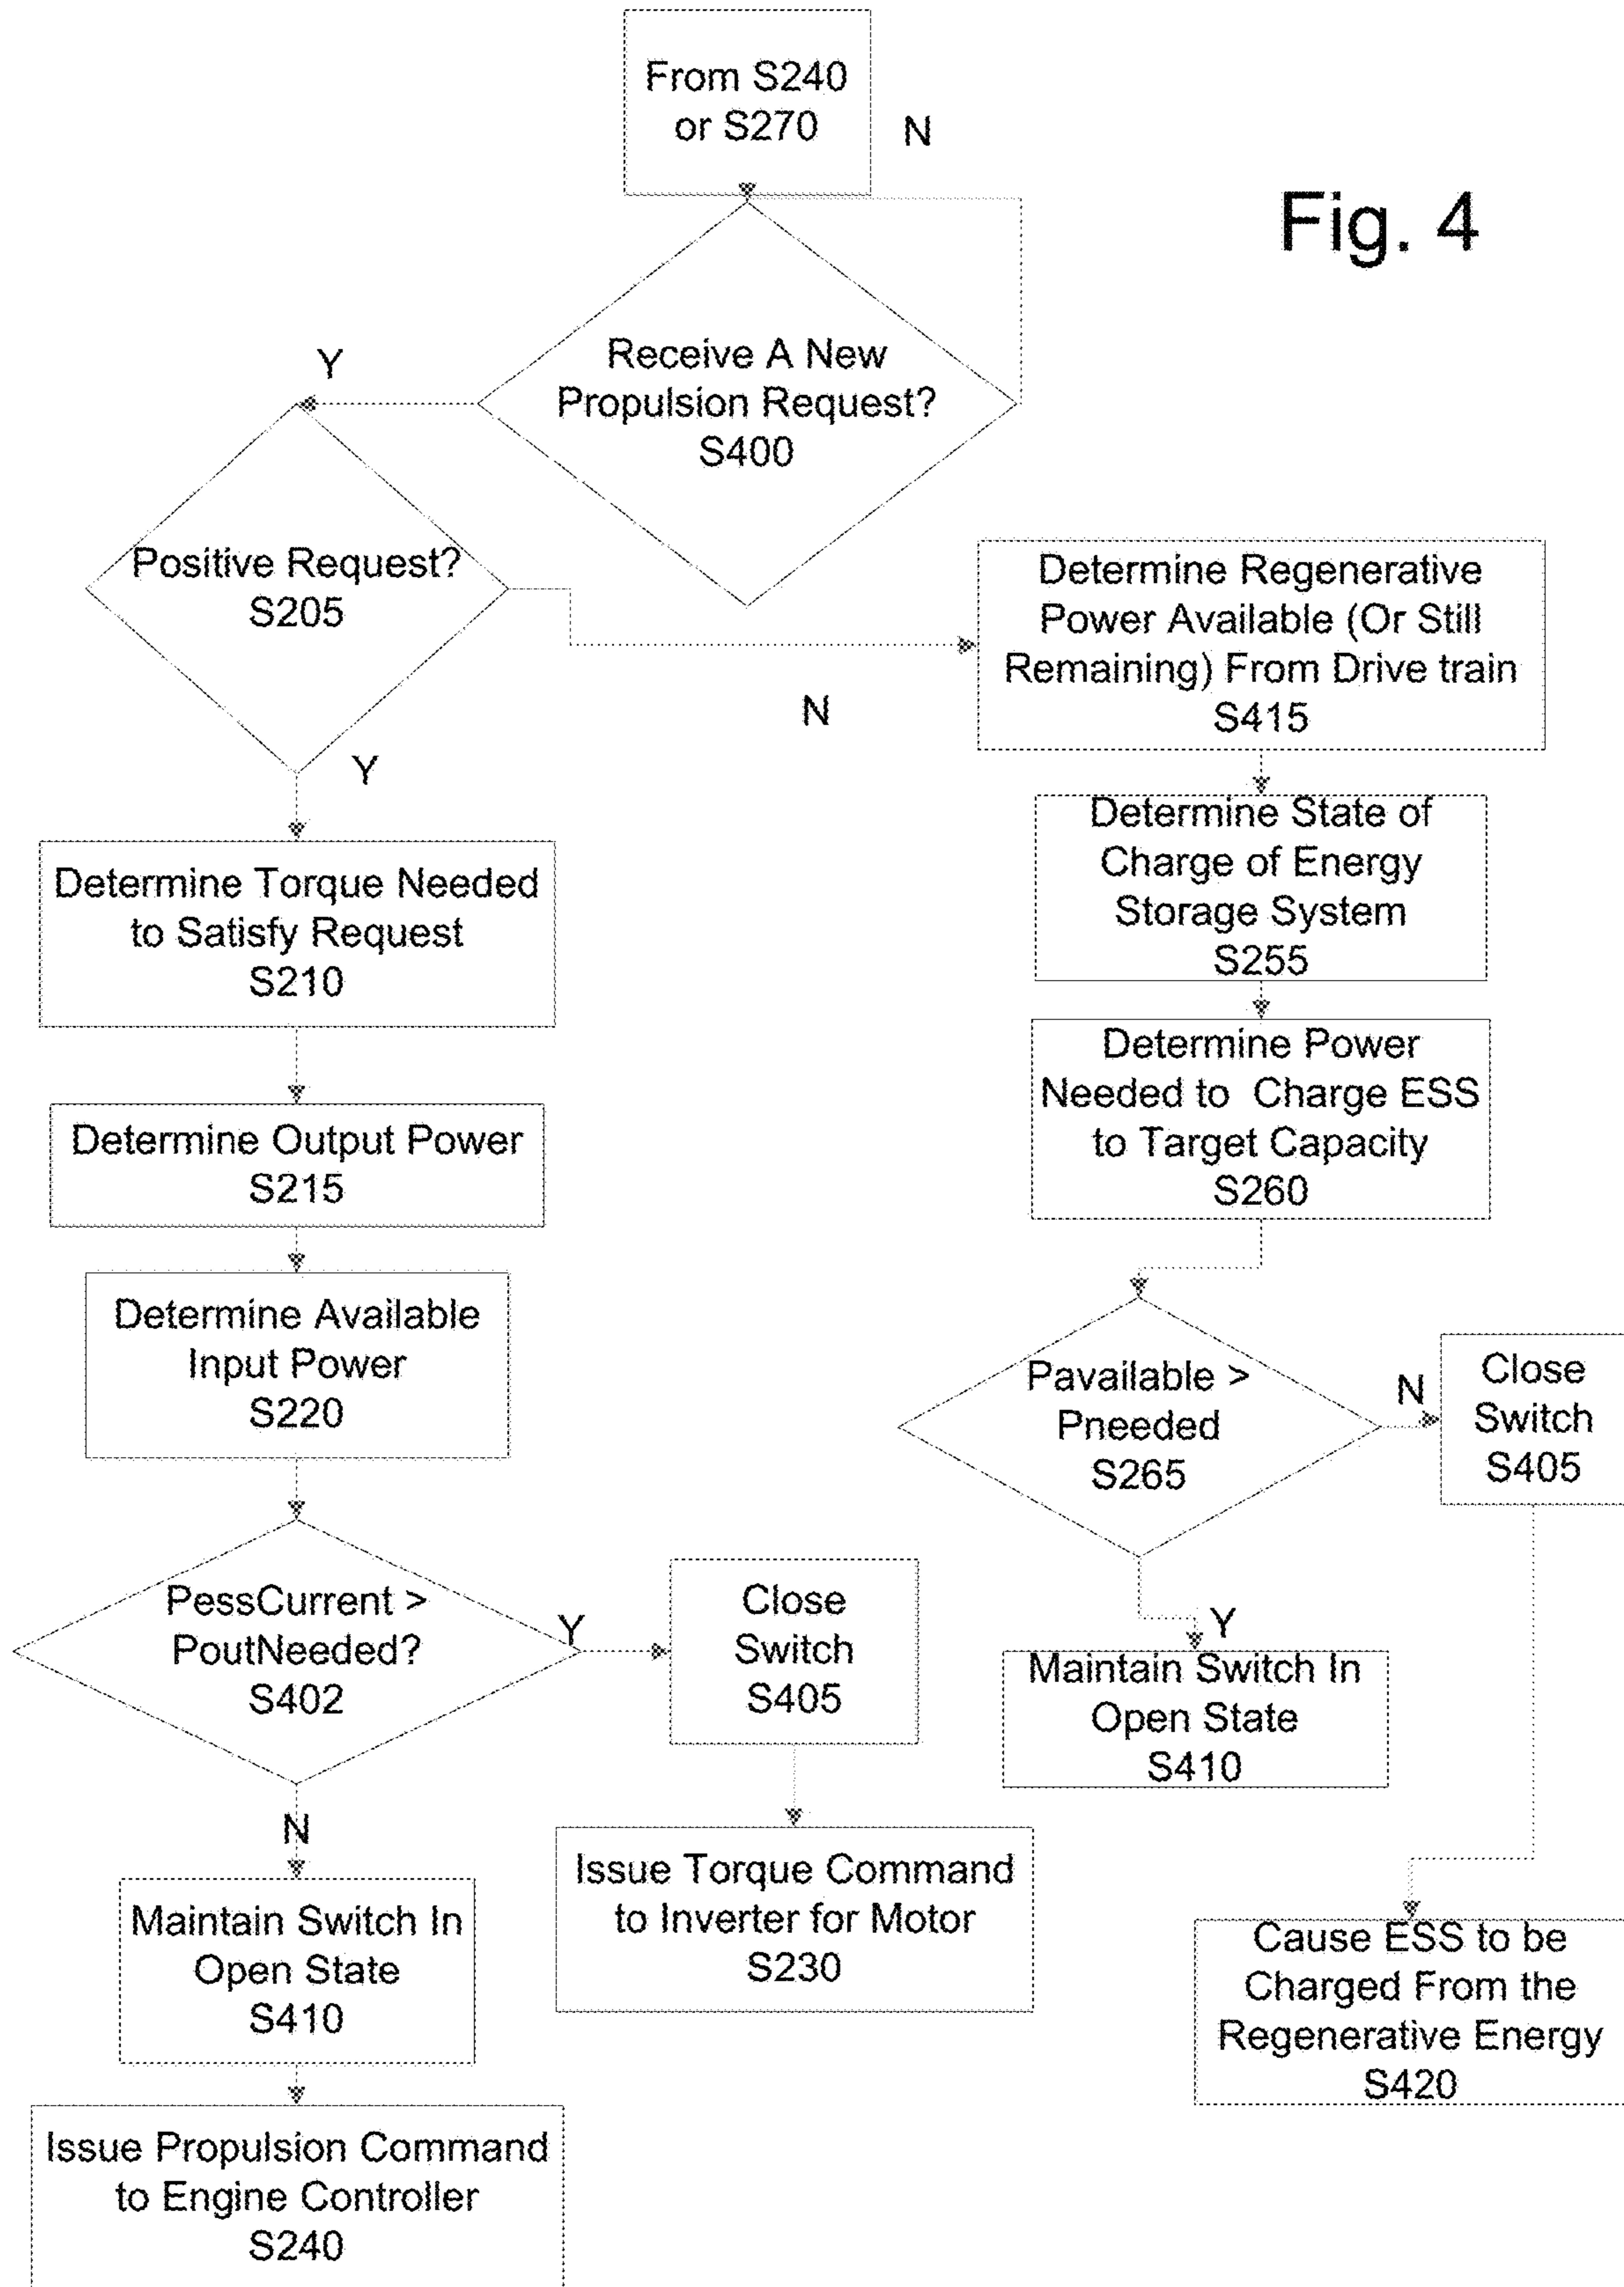 From S240
or S270
N
Fig. 4
Receive A New
Propulsion Request?
S400
Y
Positive Request?
S205
N
Y
Determine Regenerative
Power Available (Or Still
Remaining) From Drive train
S415
Determine State of
Charge of Energy
Storage System
S255
Determine Power
Needed to Charge ESS
to Target Capacity
S260
Pavailable >
Pneeded
S265
N
Close
Switch
S405
Y
Maintain Switch In
Open State
S410
Cause ESS to be
Charged From the
Regenerative Energy
S420
Determine Torque Needed
to Satisfy Request
S210
Determine Output Power
S215
Determine Available
Input Power
S220
PessCurrent >
PoutNeeded?
S402
Y
Close
Switch
S405
Issue Torque Command
to Inverter for Motor
S230
N
Maintain Switch In
Open State
S410
Issue Propulsion Command
to Engine Controller
S240